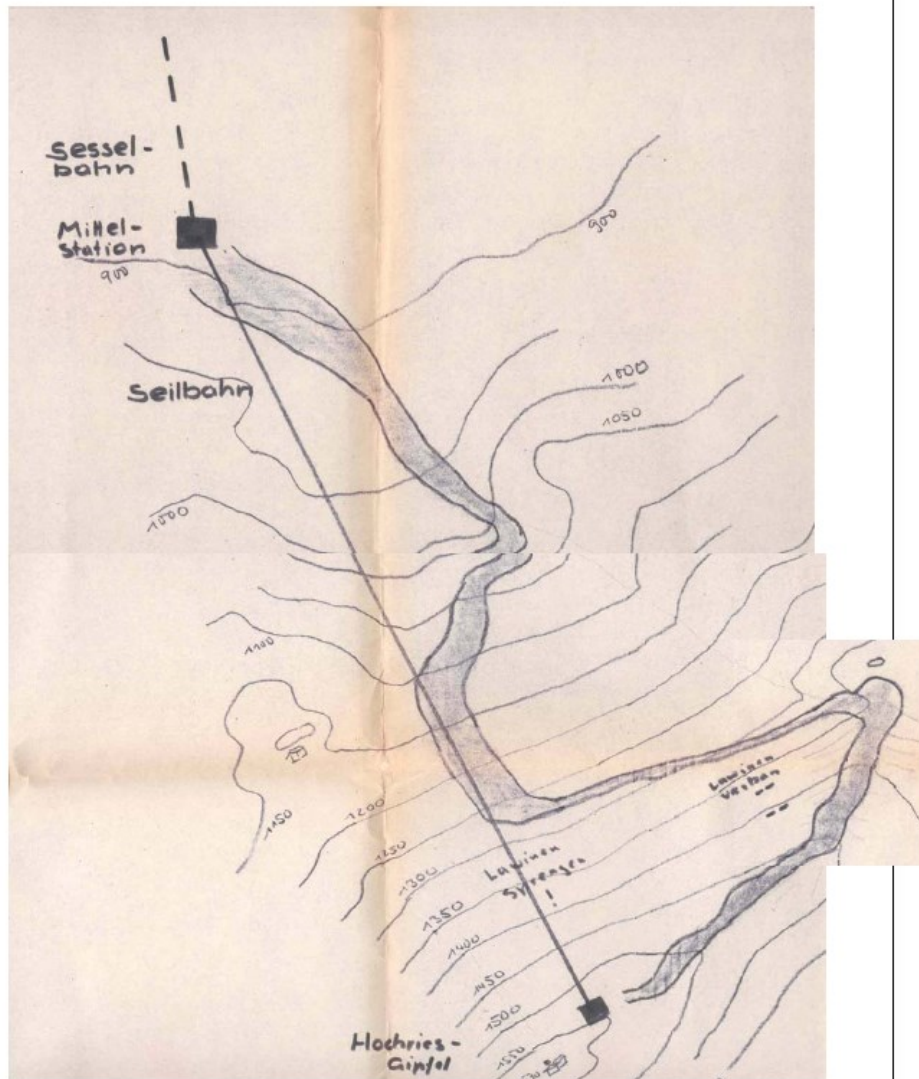 Sessel-
bahn
Mittel-
station
900
900
Seilbahn
1000
1050
1000
1100
1150
1200
1250
1300
1350
1400
1450
1500
1550
Lawinen
Verbau
Lawinen
Sprengen
!
Hochries-
Gipfel